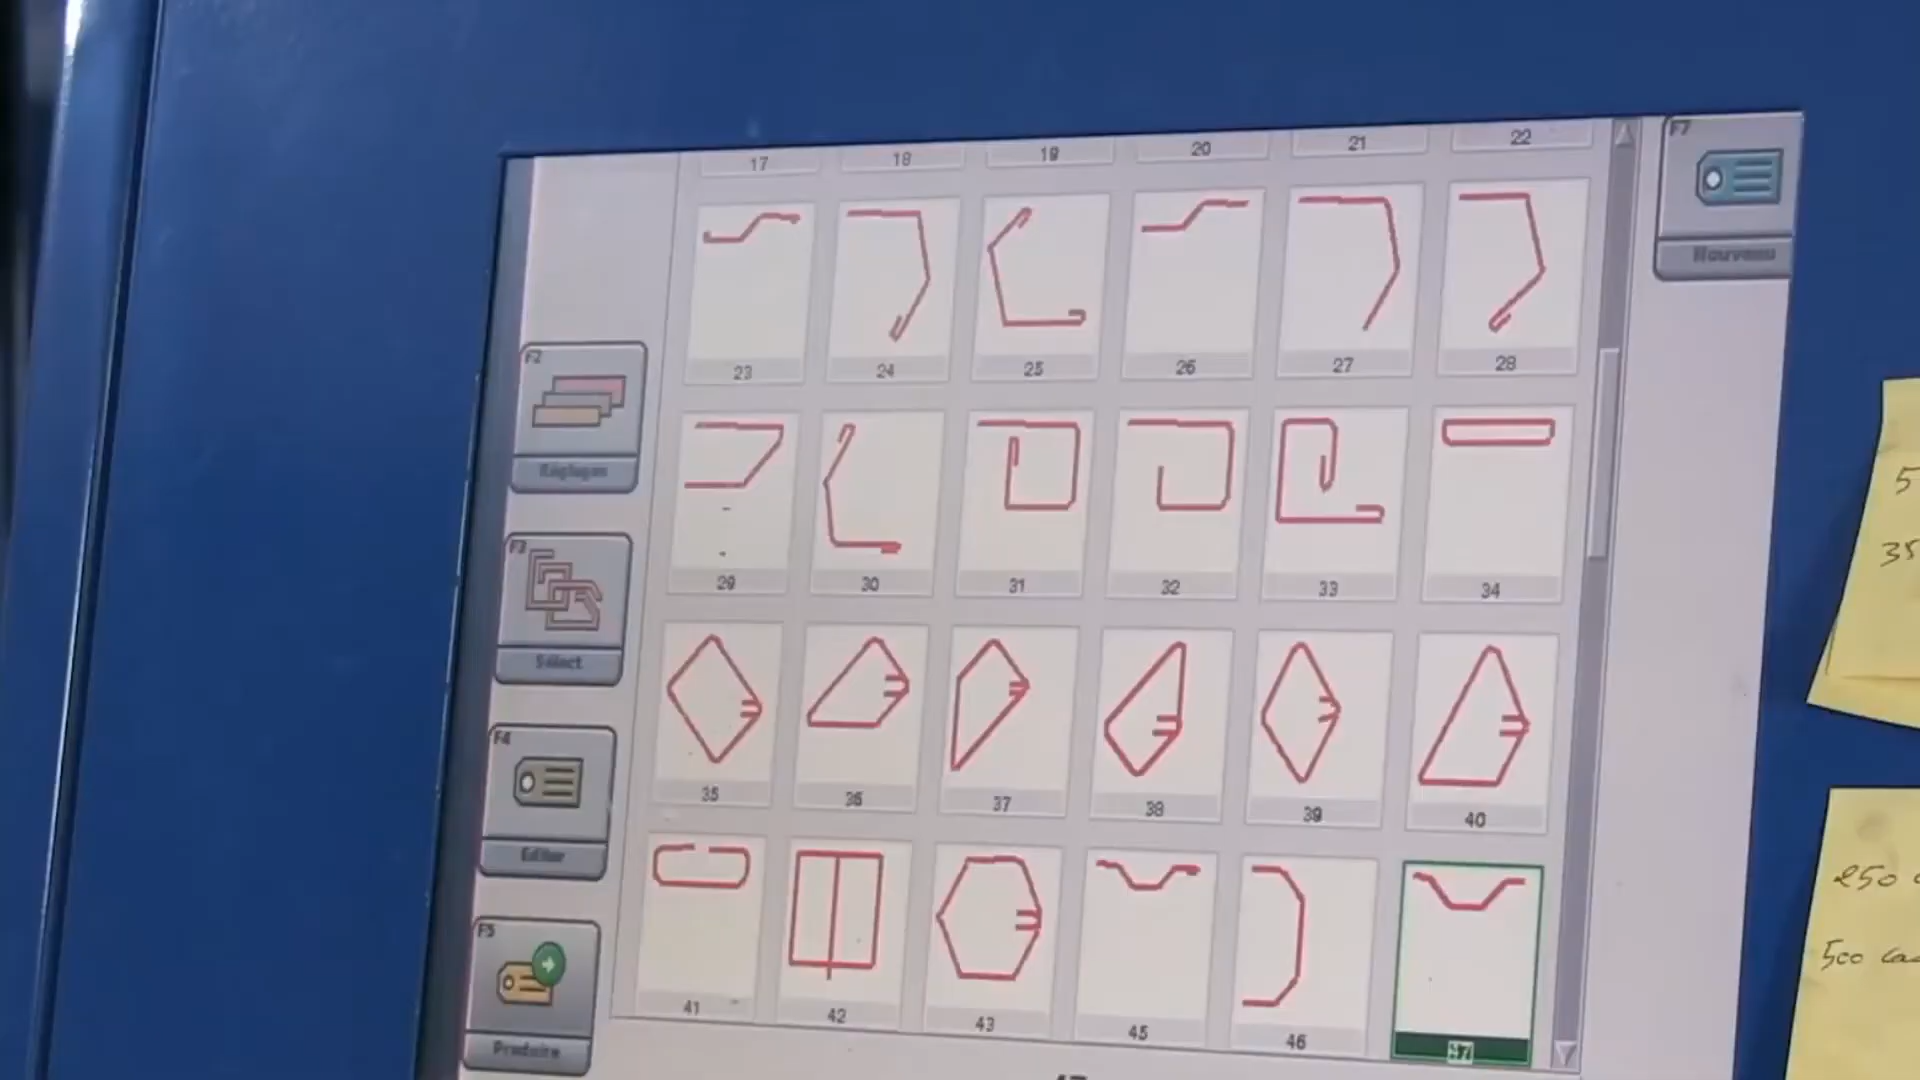 17 18 19 20 21 22
F7
Nouveau
23 24 25 26 27 28
F2
Réglages
29 30 31 32 33 34
F3
Sélect
35 36 37 38 39 40
F4
Editer
41 42 43 45 46 47
F5
Produire
5
35
250
500